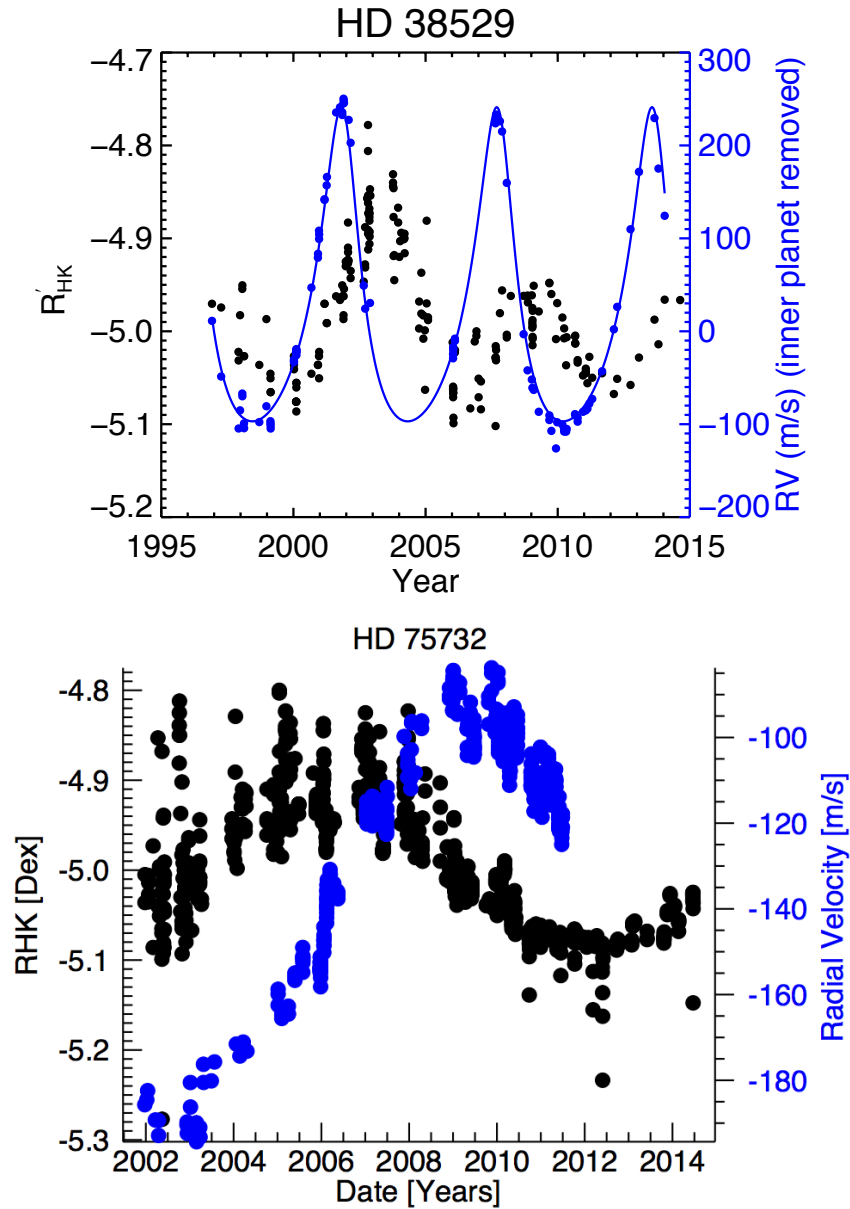 HD 38529
−4.7
−4.8
−4.9
−5.0
−5.1
−5.2
R'HK
300
200
100
0
−100
−200
RV (m/s) (inner planet removed)
1995 2000 2005 2010 2015
Year
HD 75732
-4.8
-4.9
-5.0
-5.1
-5.2
-5.3
RHK [Dex]
-100
-120
-140
-160
-180
Radial Velocity [m/s]
2002 2004 2006 2008 2010 2012 2014
Date [Years]